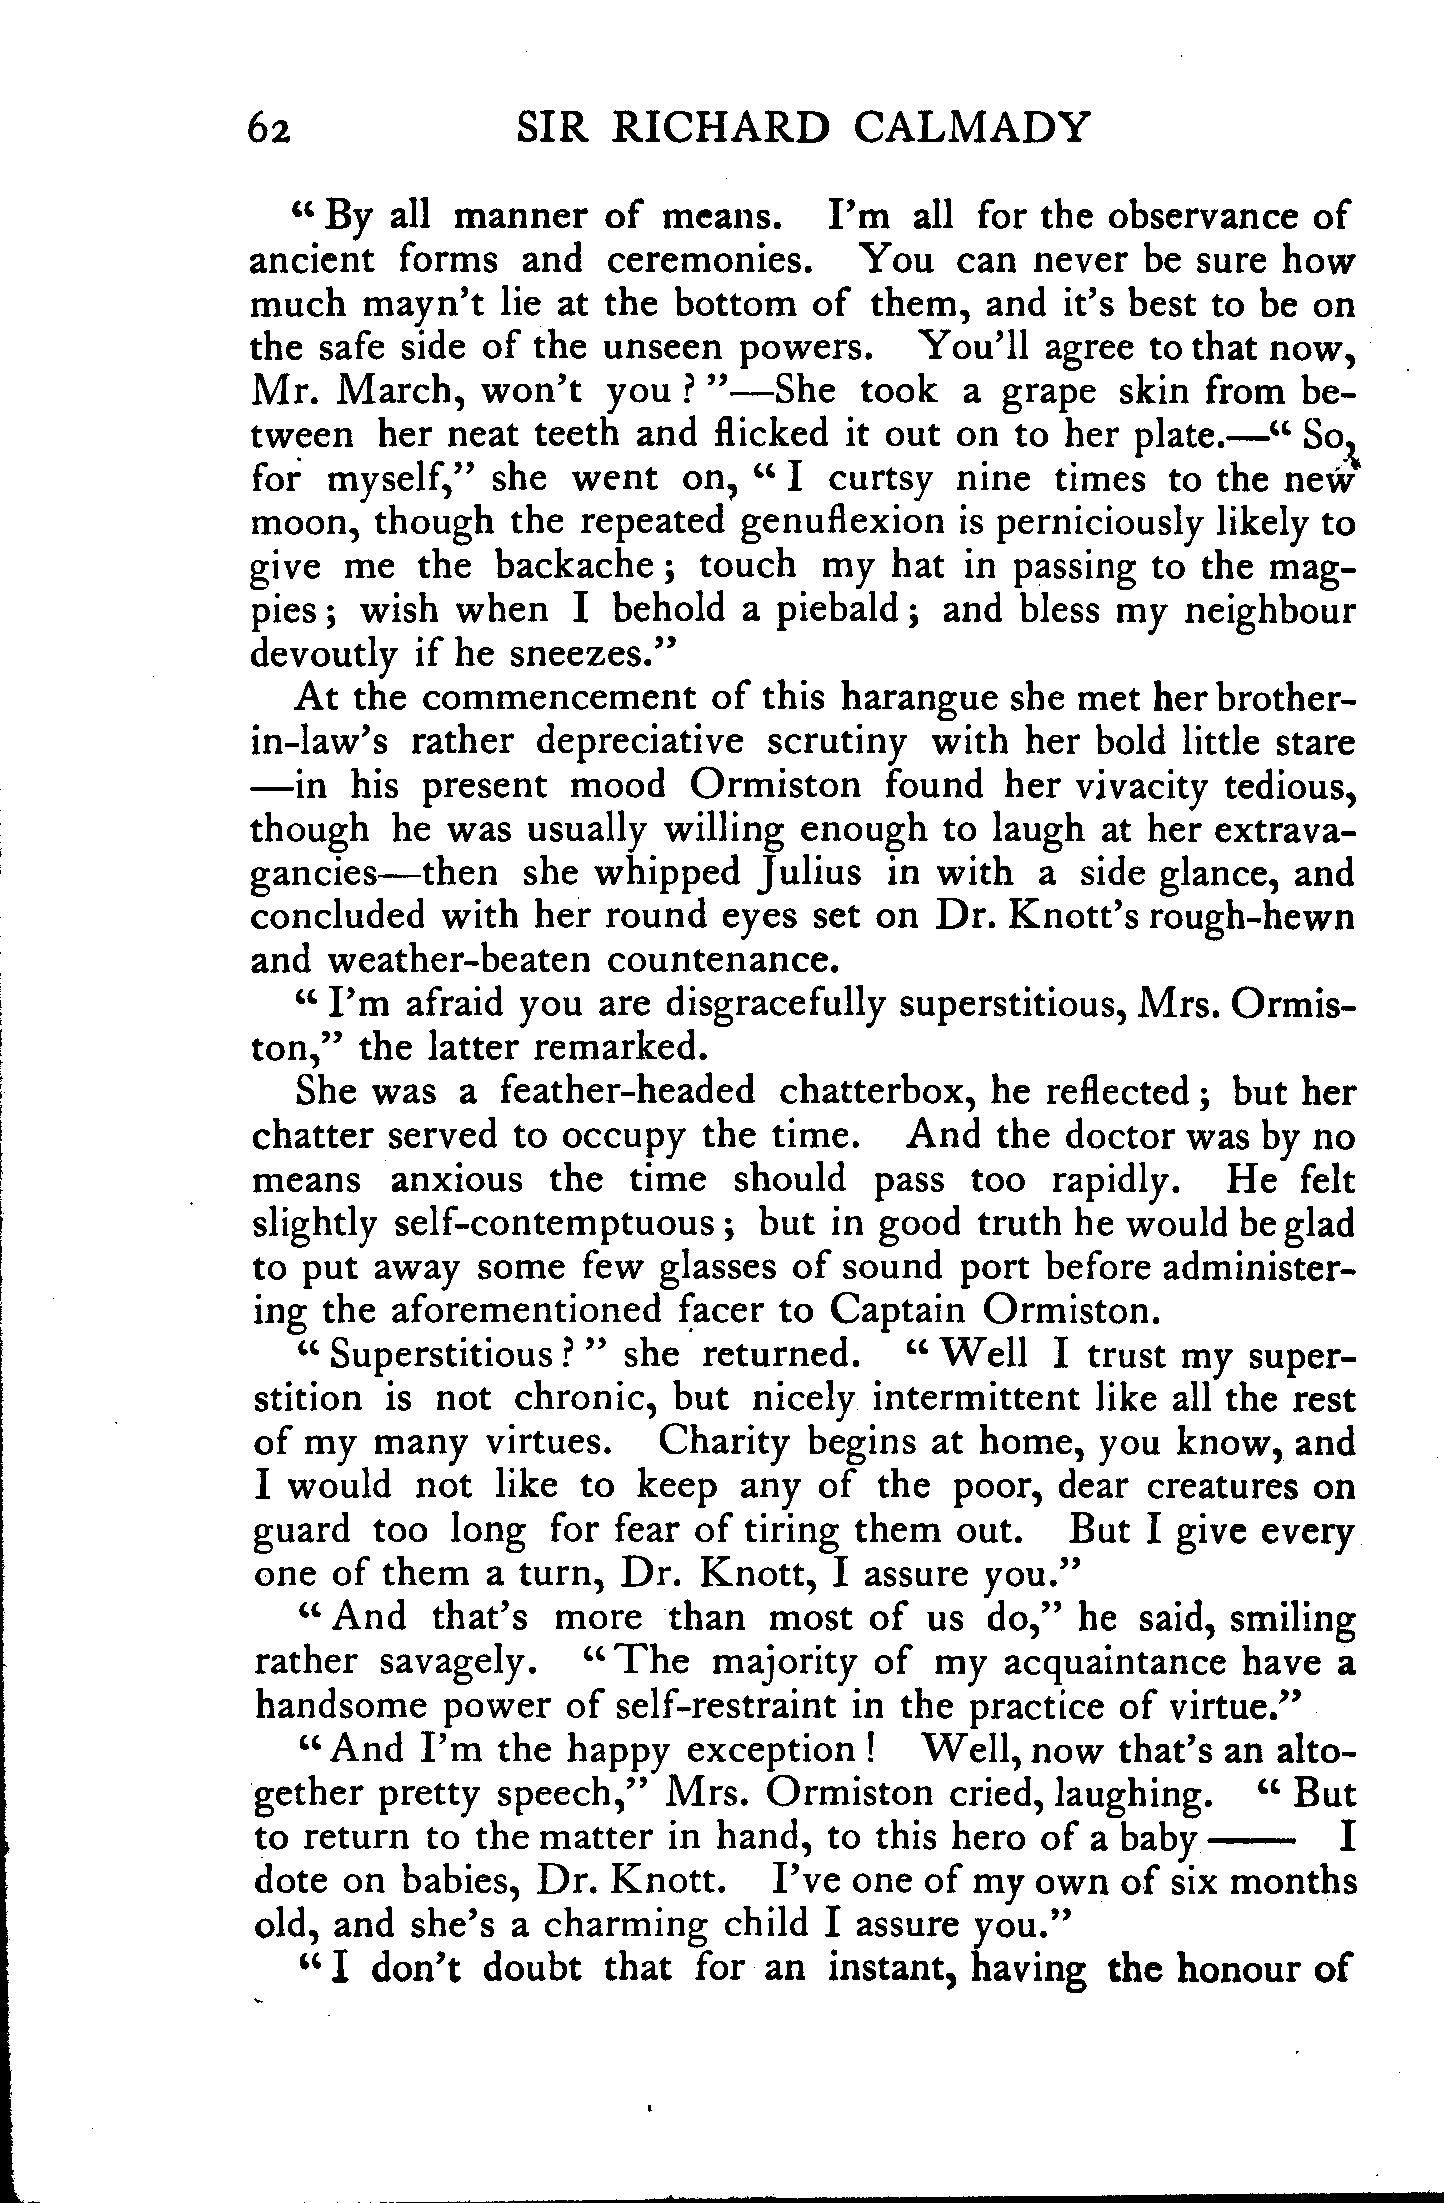 62 SIR RICHARD CALMADY
“ By all manner of means. I’m all for the observance of
ancient forms and ceremonies. You can never be sure how
much mayn’t lie at the bottom of them, and it’s best to be on
the safe side of the unseen powers. You’ll agree to that now,
Mr. March, won’t you ? ”—She took a grape skin from be-
tween her neat teeth and flicked it out on to her plate.—“ So,
for myself,” she went on, “ I curtsy nine times to the new
moon, though the repeated genuflexion is perniciously likely to
give me the backache ; touch my hat in passing to the mag-
pies ; wish when I behold a piebald ; and bless my neighbour
devoutly if he sneezes.”
At the commencement of this harangue she met her brother-
in-law’s rather depreciative scrutiny with her bold little stare
—in his present mood Ormiston found her vivacity tedious,
though he was usually willing enough to laugh at her extrava-
gancies—then she whipped Julius in with a side glance, and
concluded with her round eyes set on Dr. Knott’s rough-hewn
and weather-beaten countenance.
“ I’m afraid you are disgracefully superstitious, Mrs. Ormis-
ton,” the latter remarked.
She was a feather-headed chatterbox, he reflected ; but her
chatter served to occupy the time. And the doctor was by no
means anxious the time should pass too rapidly. He felt
slightly self-contemptuous ; but in good truth he would be glad
to put away some few glasses of sound port before administer-
ing the aforementioned facer to Captain Ormiston.
“ Superstitious ? ” she returned. “ Well I trust my super-
stition is not chronic, but nicely intermittent like all the rest
of my many virtues. Charity begins at home, you know, and
I would not like to keep any of the poor, dear creatures on
guard too long for fear of tiring them out. But I give every
one of them a turn, Dr. Knott, I assure you.”
“ And that’s more than most of us do,” he said, smiling
rather savagely. “ The majority of my acquaintance have a
handsome power of self-restraint in the practice of virtue.”
“ And I’m the happy exception ! Well, now that’s an alto-
gether pretty speech,” Mrs. Ormiston cried, laughing. “ But
to return to the matter in hand, to this hero of a baby—— I
dote on babies, Dr. Knott. I’ve one of my own of six months
old, and she’s a charming child I assure you.”
“ I don’t doubt that for an instant, having the honour of